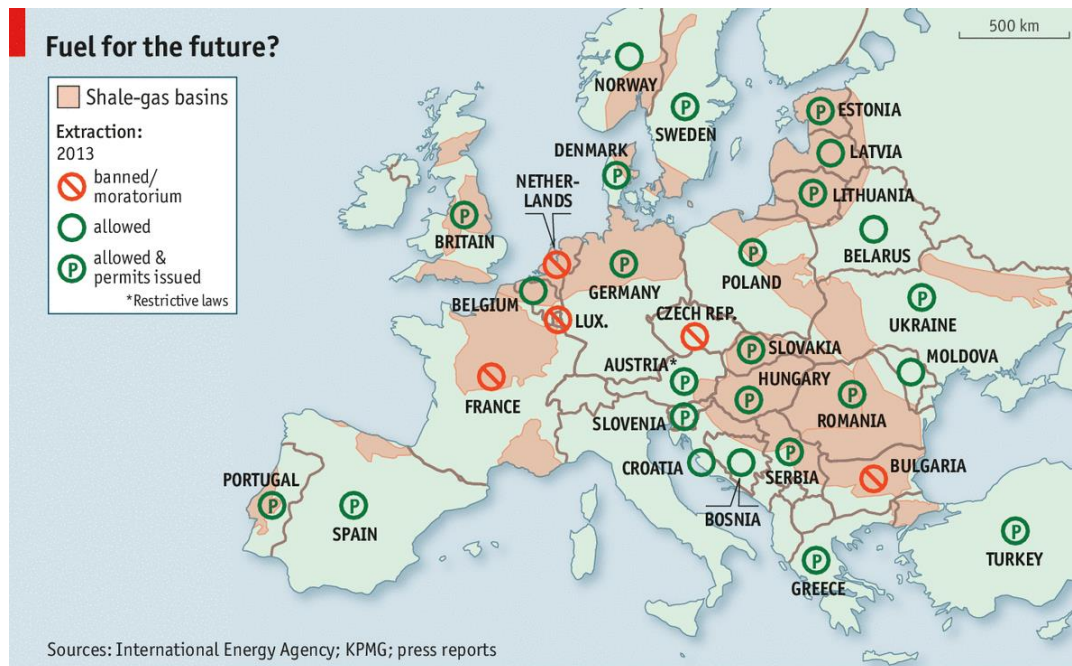 Fuel for the future?
Shale-gas basins
Extraction:
2013
banned/
moratorium
allowed
P allowed &
permits issued
*Restrictive laws
500 km
NORWAY
P
SWEDEN
P ESTONIA
LATVIA
P LITHUANIA
DENMARK
P
NETHER-
LANDS
P
BRITAIN
BELGIUM
P
GERMANY
P
POLAND
BELARUS
LUX.
CZECH REP.
P
UKRAINE
P SLOVAKIA
MOLDOVA
AUSTRIA*
P
HUNGARY
P
P
ROMANIA
FRANCE
SLOVENIA P
CROATIA
BOSNIA
P
SERBIA
BULGARIA
PORTUGAL
P
P
SPAIN
P
GREECE
P
TURKEY
Sources: International Energy Agency; KPMG; press reports